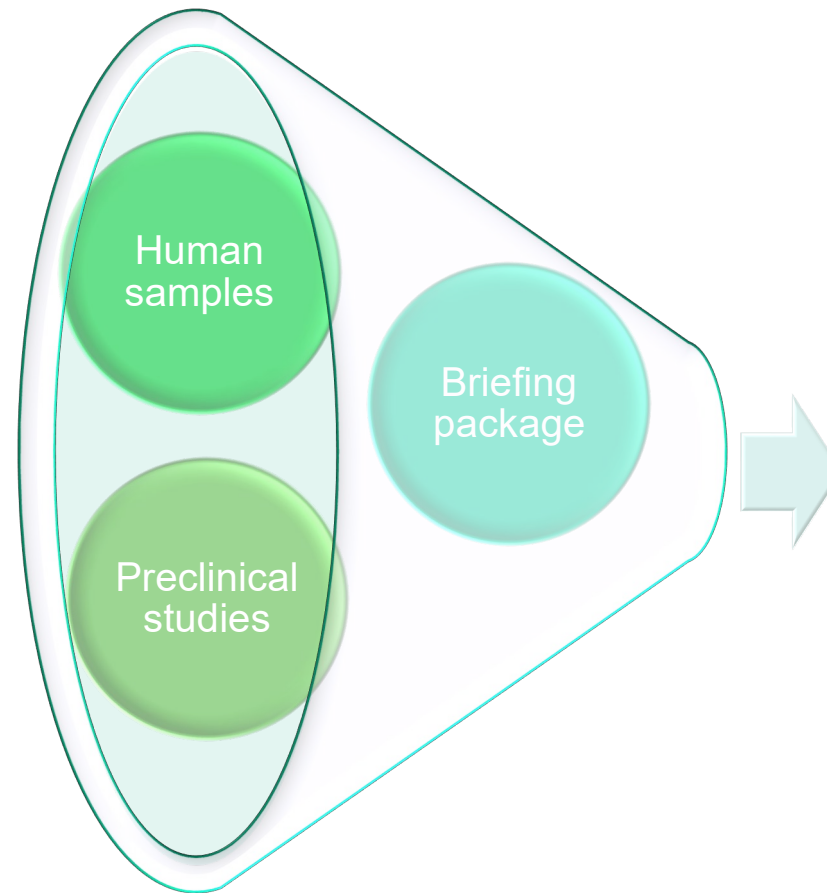 Human
samples
Briefing
package
Preclinical
studies